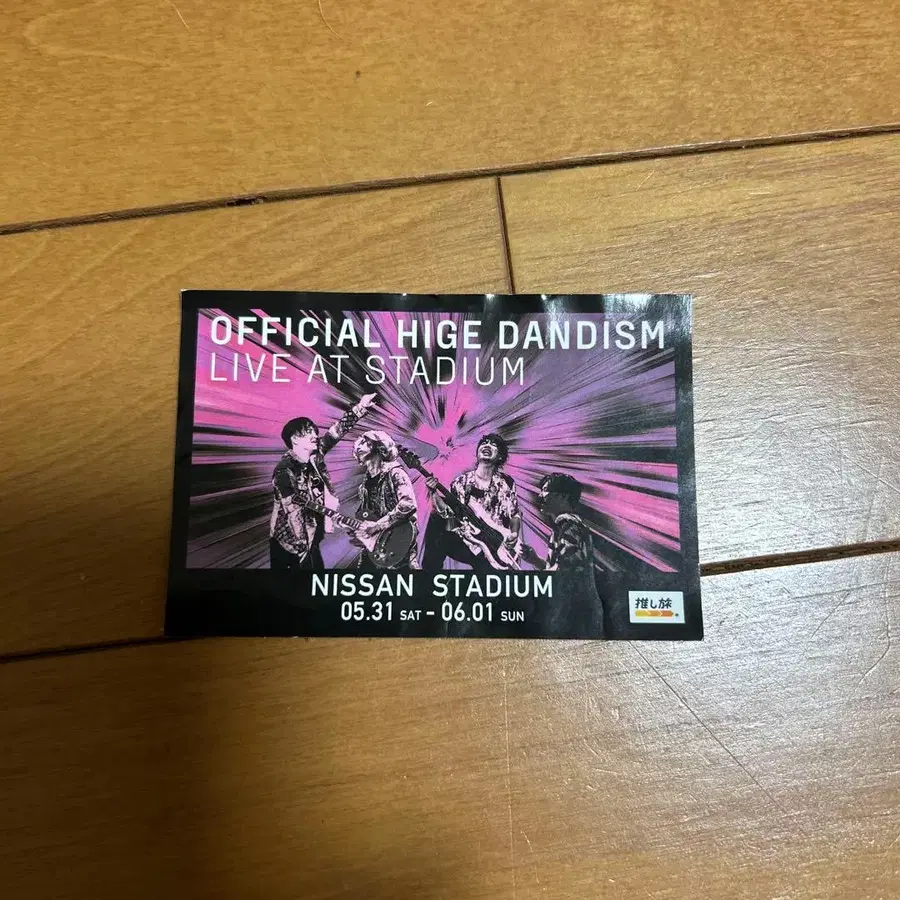 OFFICIAL HIGE DANDISM
LIVE AT STADIUM
NISSAN STADIUM
05.31 SAT - 06.01 SUN
推し旅